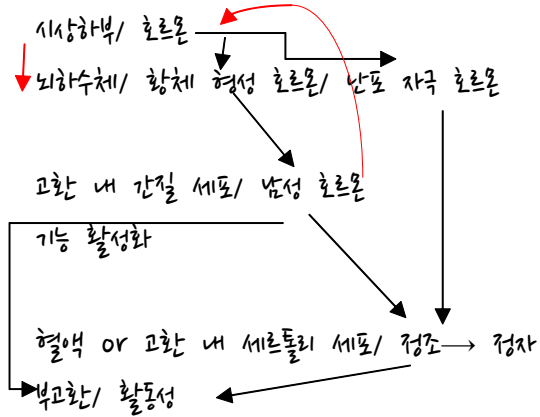 시상하부/ 호르몬
뇌하수체/ 황체 형성 호르몬/ 난포 자극 호르몬
고환 내 간질 세포/ 남성 호르몬
기능 활성화
혈액 or 고환 내 세르톨리 세포/ 정조→ 정자
부고환/ 활동성